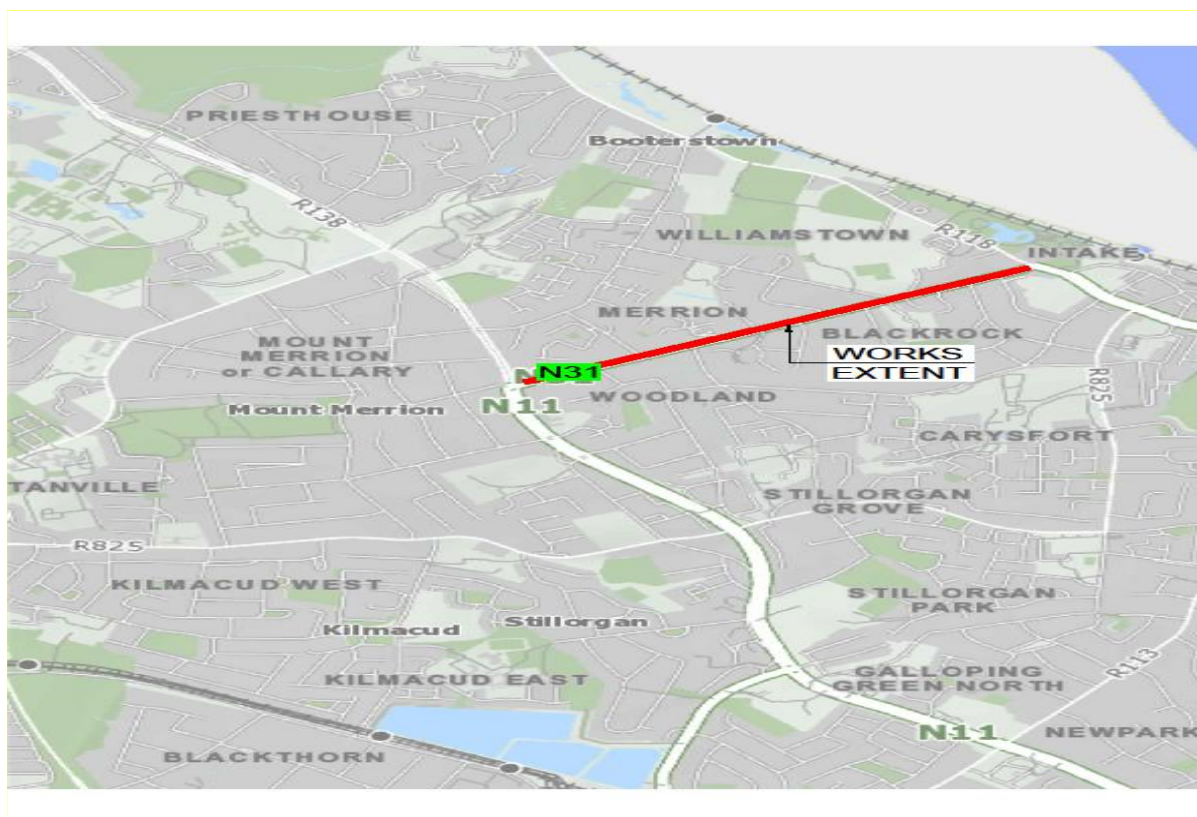 PRIESTHOUSE
Booterstown
R138
WILLIAMSTOWN
R118
INTAKE
MERRION
BLACKROCK
MOUNT
MERRION
or CALLARY
WORKS
EXTENT
N31
N11
Mount Merrion
WOODLAND
R825
CARYSFORT
TANVILLE
STILLORGAN
GROVE
R825
KILMACUD WEST
STILLORGAN
PARK
Kilmacud
Stillorgan
R113
KILMACUD EAST
GALLOPING
GREEN NORTH
N11
NEWPARK
BLACKTHORN